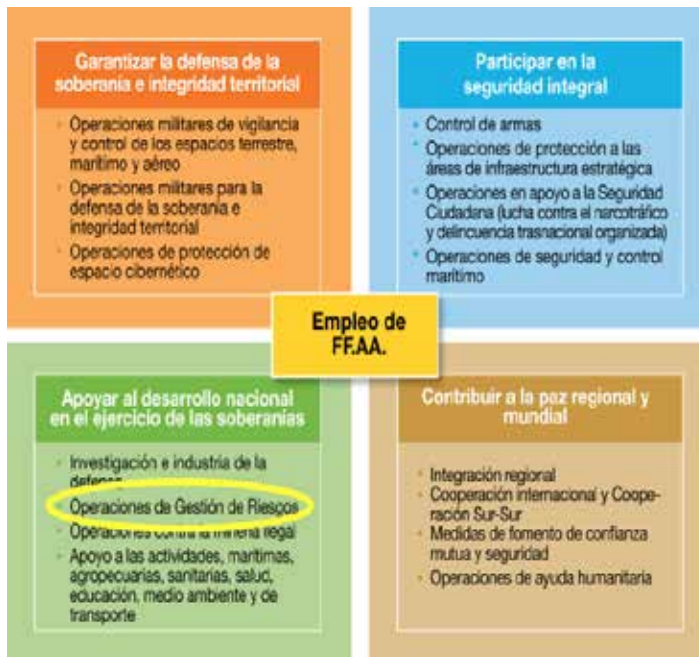 Garantizar la defensa de la
soberanía e integridad territorial
Operaciones militares de vigilancia
y control de los espacios terrestre,
marítimo y aéreo
Operaciones militares para la
defensa de la soberanía e
integridad territorial
Operaciones de protección de
espacio cibernético
Participar en la
seguridad integral
Control de armas
Operaciones de protección a las
áreas de infraestructura estratégica
Operaciones en apoyo a la Seguridad
Ciudadana (lucha contra el narcotráfico
y delincuencia trasnacional organizada)
Operaciones de seguridad y control
marítimo
Empleo de
FF.AA.
Apoyar al desarrollo nacional
en el ejercicio de las soberanías
Investigación e industria de la
defensa
Operaciones de Gestión de Riesgos
Operaciones contra la minería ilegal
Apoyo a las actividades, marítimas,
agropecuarias, sanitarias, salud,
educación, medio ambiente y de
transporte
Contribuir a la paz regional y
mundial
Integración regional
Cooperación internacional y Coope-
ración Sur-Sur
Medidas de fomento de confianza
mutua y seguridad
Operaciones de ayuda humanitaria